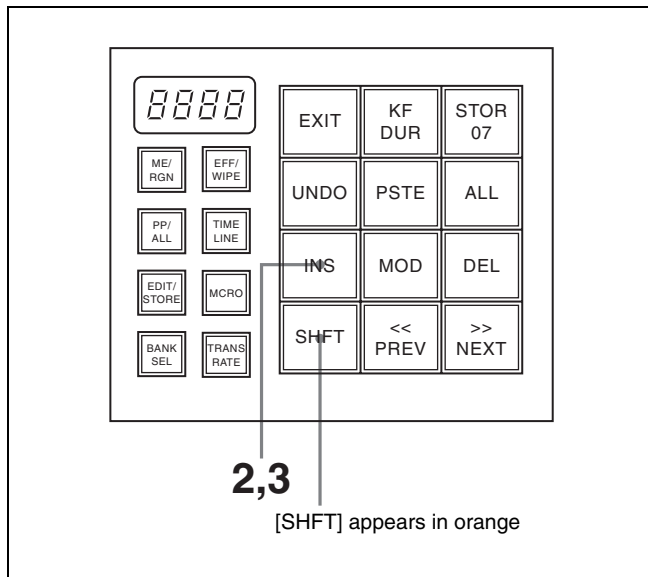 8888
EXIT
KF
DUR
STOR
07
ME/
RGN
EFF/
WIPE
UNDO
PSTE
ALL
PP/
ALL
TIME
LINE
INS
MOD
DEL
EDIT/
STORE
MCRO
SHFT
<<
PREV
>>
NEXT
BANK
SEL
TRANS
RATE
2,3
[SHFT] appears in orange